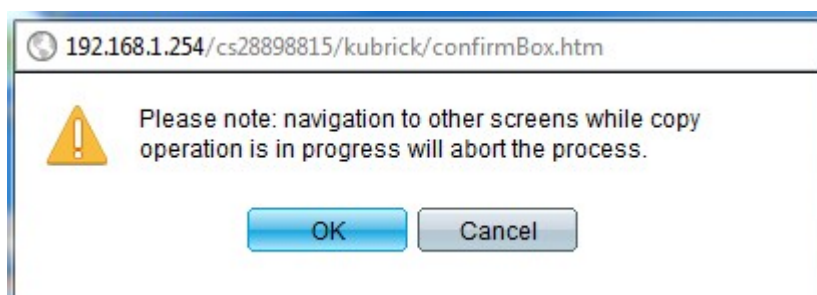 192.168.1.254/cs28898815/kubrick/confirmBox.htm
Please note: navigation to other screens while copy
operation is in progress will abort the process.
OK Cancel